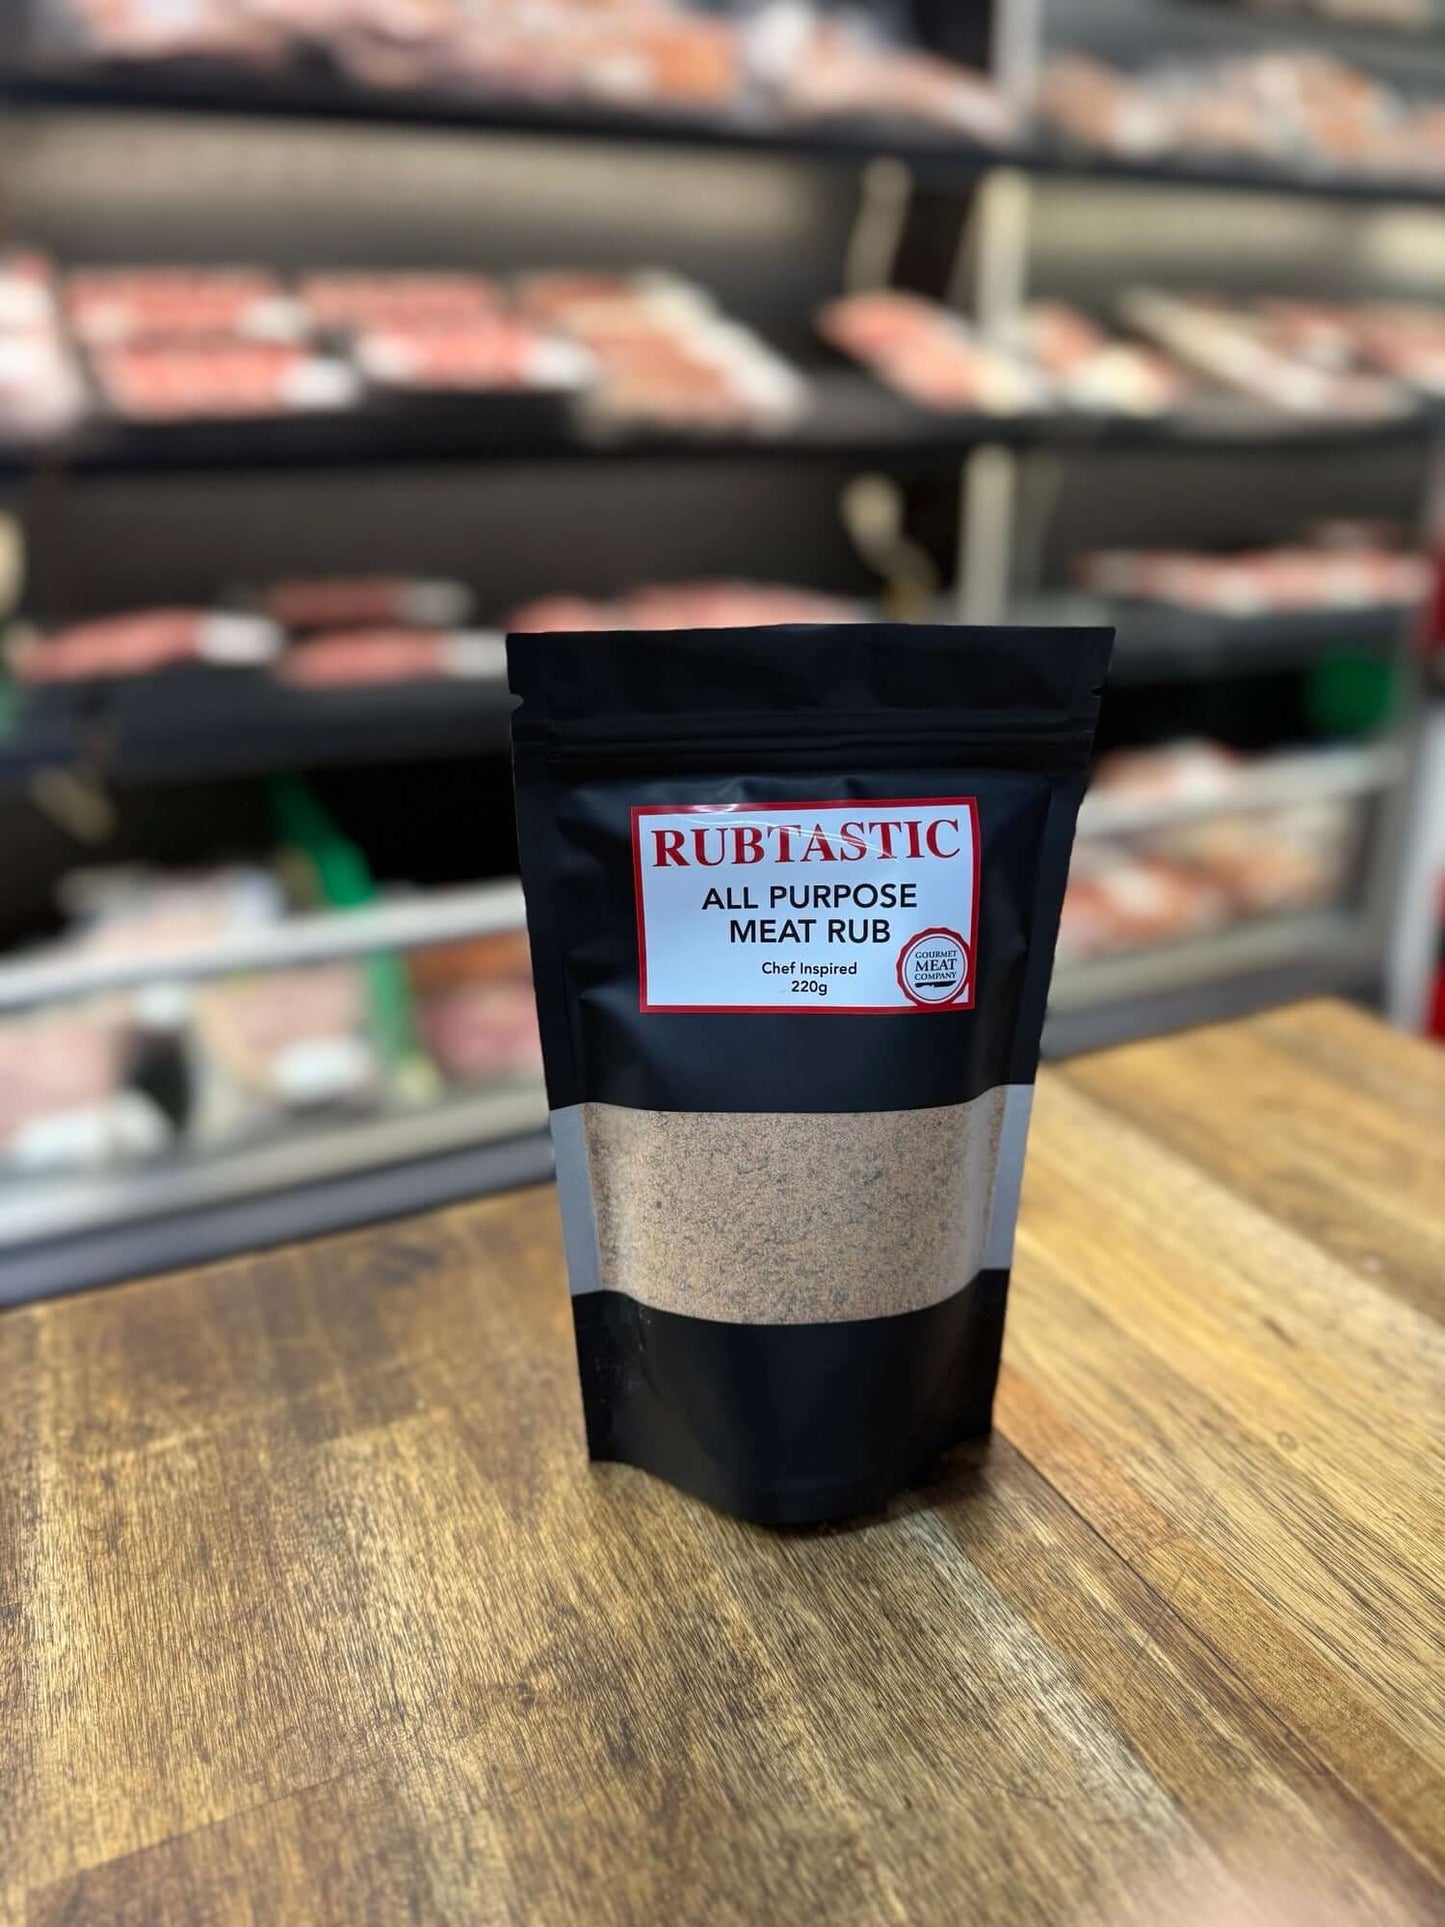 RUBTASTIC
ALL PURPOSE
MEAT RUB
Chef Inspired
220g
GOURMET
MEAT
COMPANY